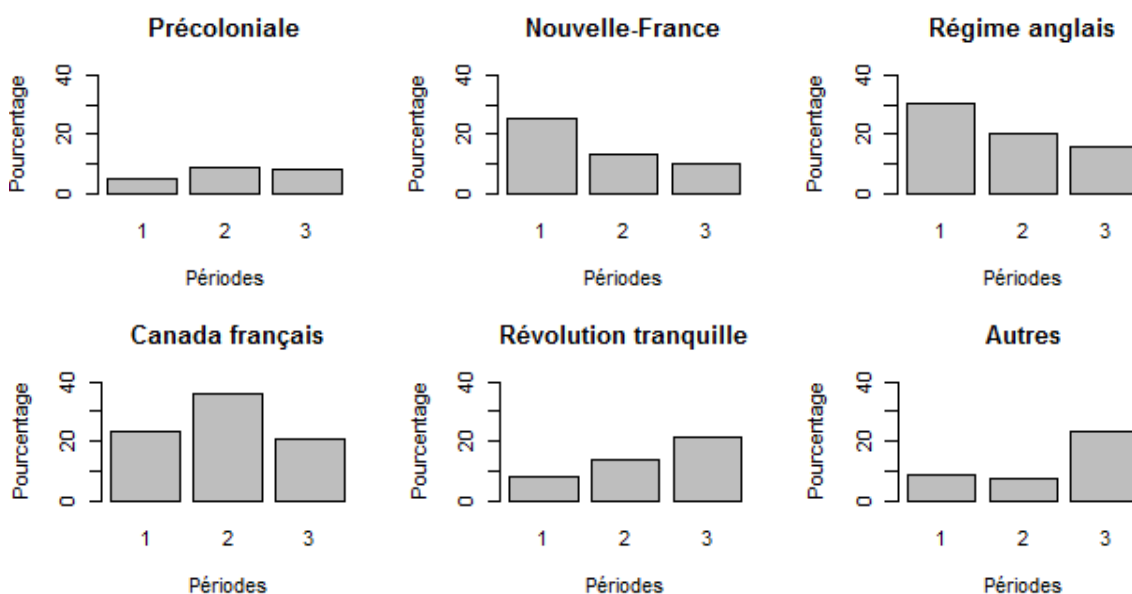 Précoloniale
Pourcentage
0 20 40
1 2 3
Périodes
Nouvelle-France
Pourcentage
0 20 40
1 2 3
Périodes
Régime anglais
Pourcentage
0 20 40
1 2 3
Périodes
Canada français
Pourcentage
0 20 40
1 2 3
Périodes
Révolution tranquille
Pourcentage
0 20 40
1 2 3
Périodes
Autres
Pourcentage
0 20 40
1 2 3
Périodes